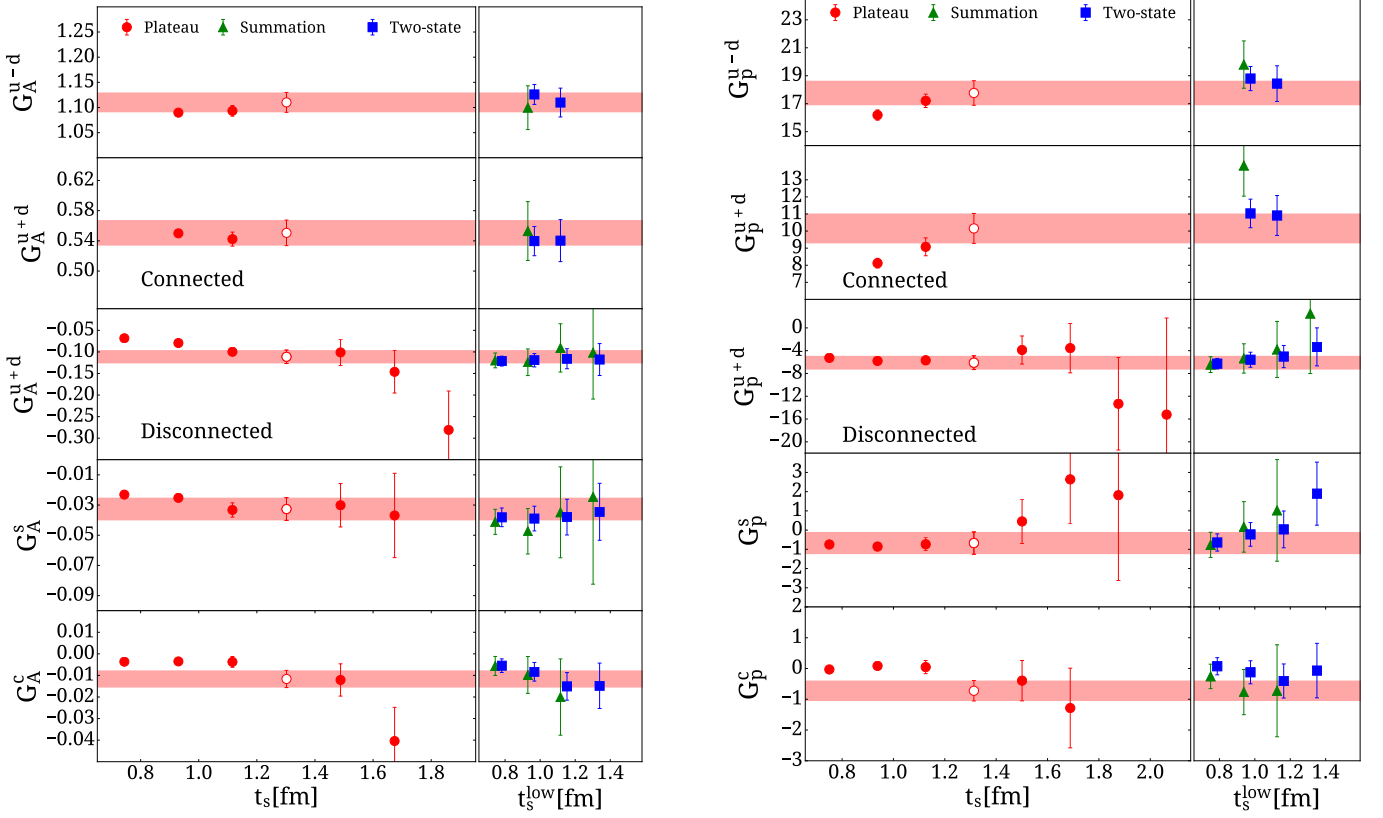 Plateau Summation Two-state
G_A^{u−d}
1.25
1.20
1.15
1.10
1.05
G_A^{u+d}
0.62
0.58
0.54
0.50
Connected
G_A^{u+d}
−0.05
−0.10
−0.15
−0.20
−0.25
−0.30
Disconnected
G_A^s
−0.01
−0.03
−0.05
−0.07
−0.09
G_A^c
0.01
0.00
−0.01
−0.02
−0.03
−0.04
0.8 1.0 1.2 1.4 1.6 1.8
t_s[fm]
0.8 1.0 1.2 1.4
t_s^{low}[fm]
Plateau Summation Two-state
G_p^{u−d}
23
21
19
17
15
G_p^{u+d}
13
11
10
9
8
7
Connected
G_p^{u+d}
0
−4
−8
−12
−16
−20
Disconnected
G_p^s
3
2
1
0
−1
−2
−3
G_p^c
2
1
0
−1
−2
−3
0.8 1.0 1.2 1.4 1.6 1.8 2.0
t_s[fm]
0.8 1.0 1.2 1.4
t_s^{low}[fm]